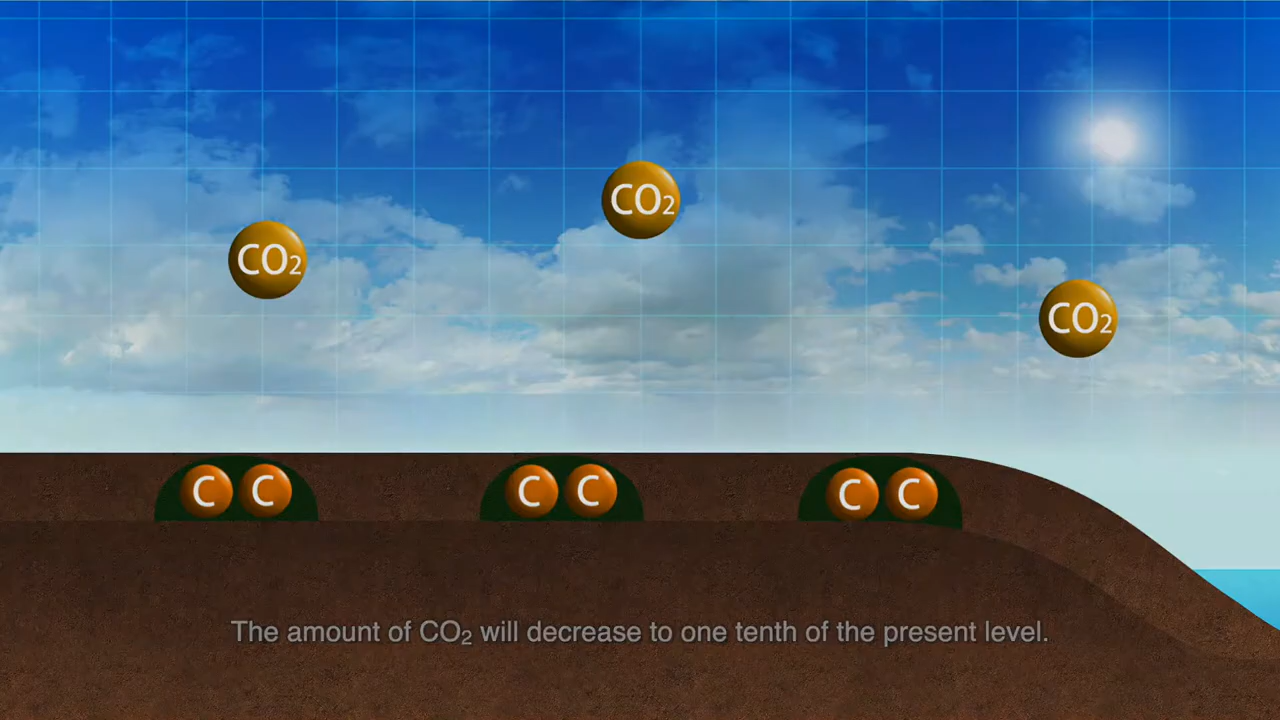 CO₂
CO₂
CO₂
C C
C C
C C
The amount of CO₂ will decrease to one tenth of the present level.